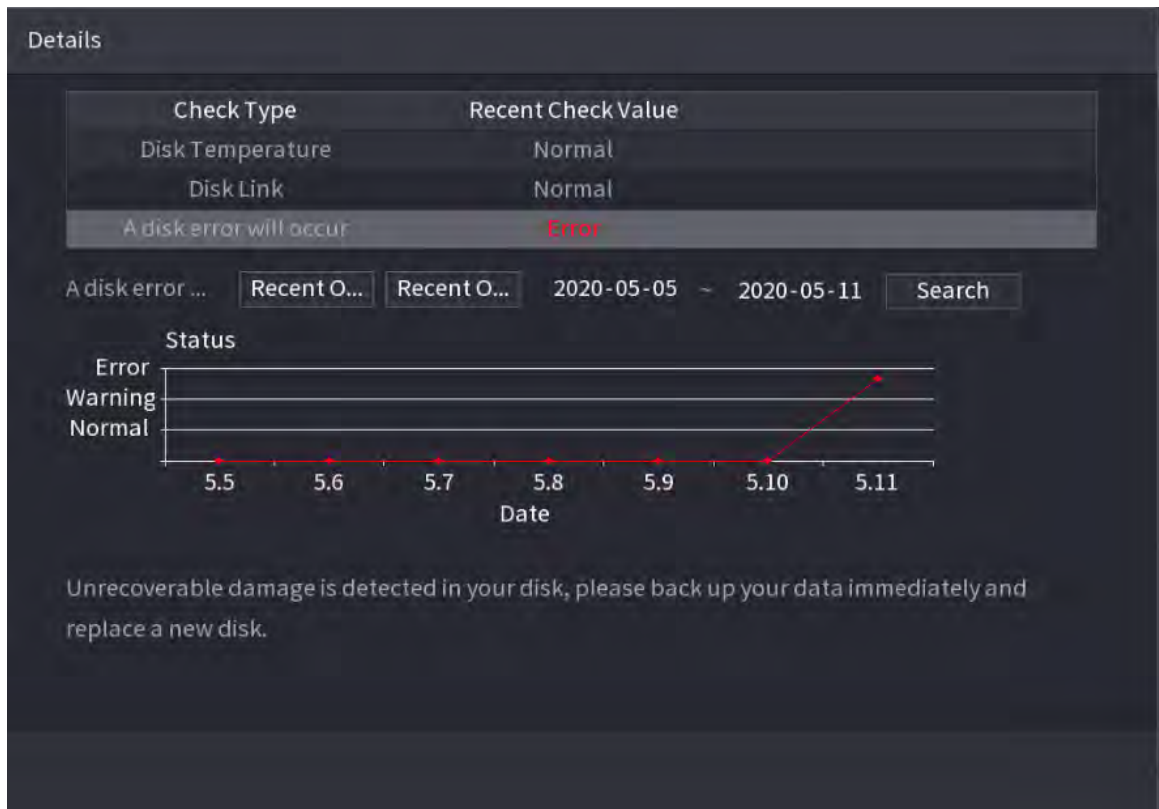 Details
Check Type Recent Check Value
Disk Temperature Normal
Disk Link Normal
A disk error will occur Error
A disk error ... Recent O... Recent O... 2020-05-05 ~ 2020-05-11 Search
Status
Error
Warning
Normal
5.5 5.6 5.7 5.8 5.9 5.10 5.11
Date
Unrecoverable damage is detected in your disk, please back up your data immediately and
replace a new disk.